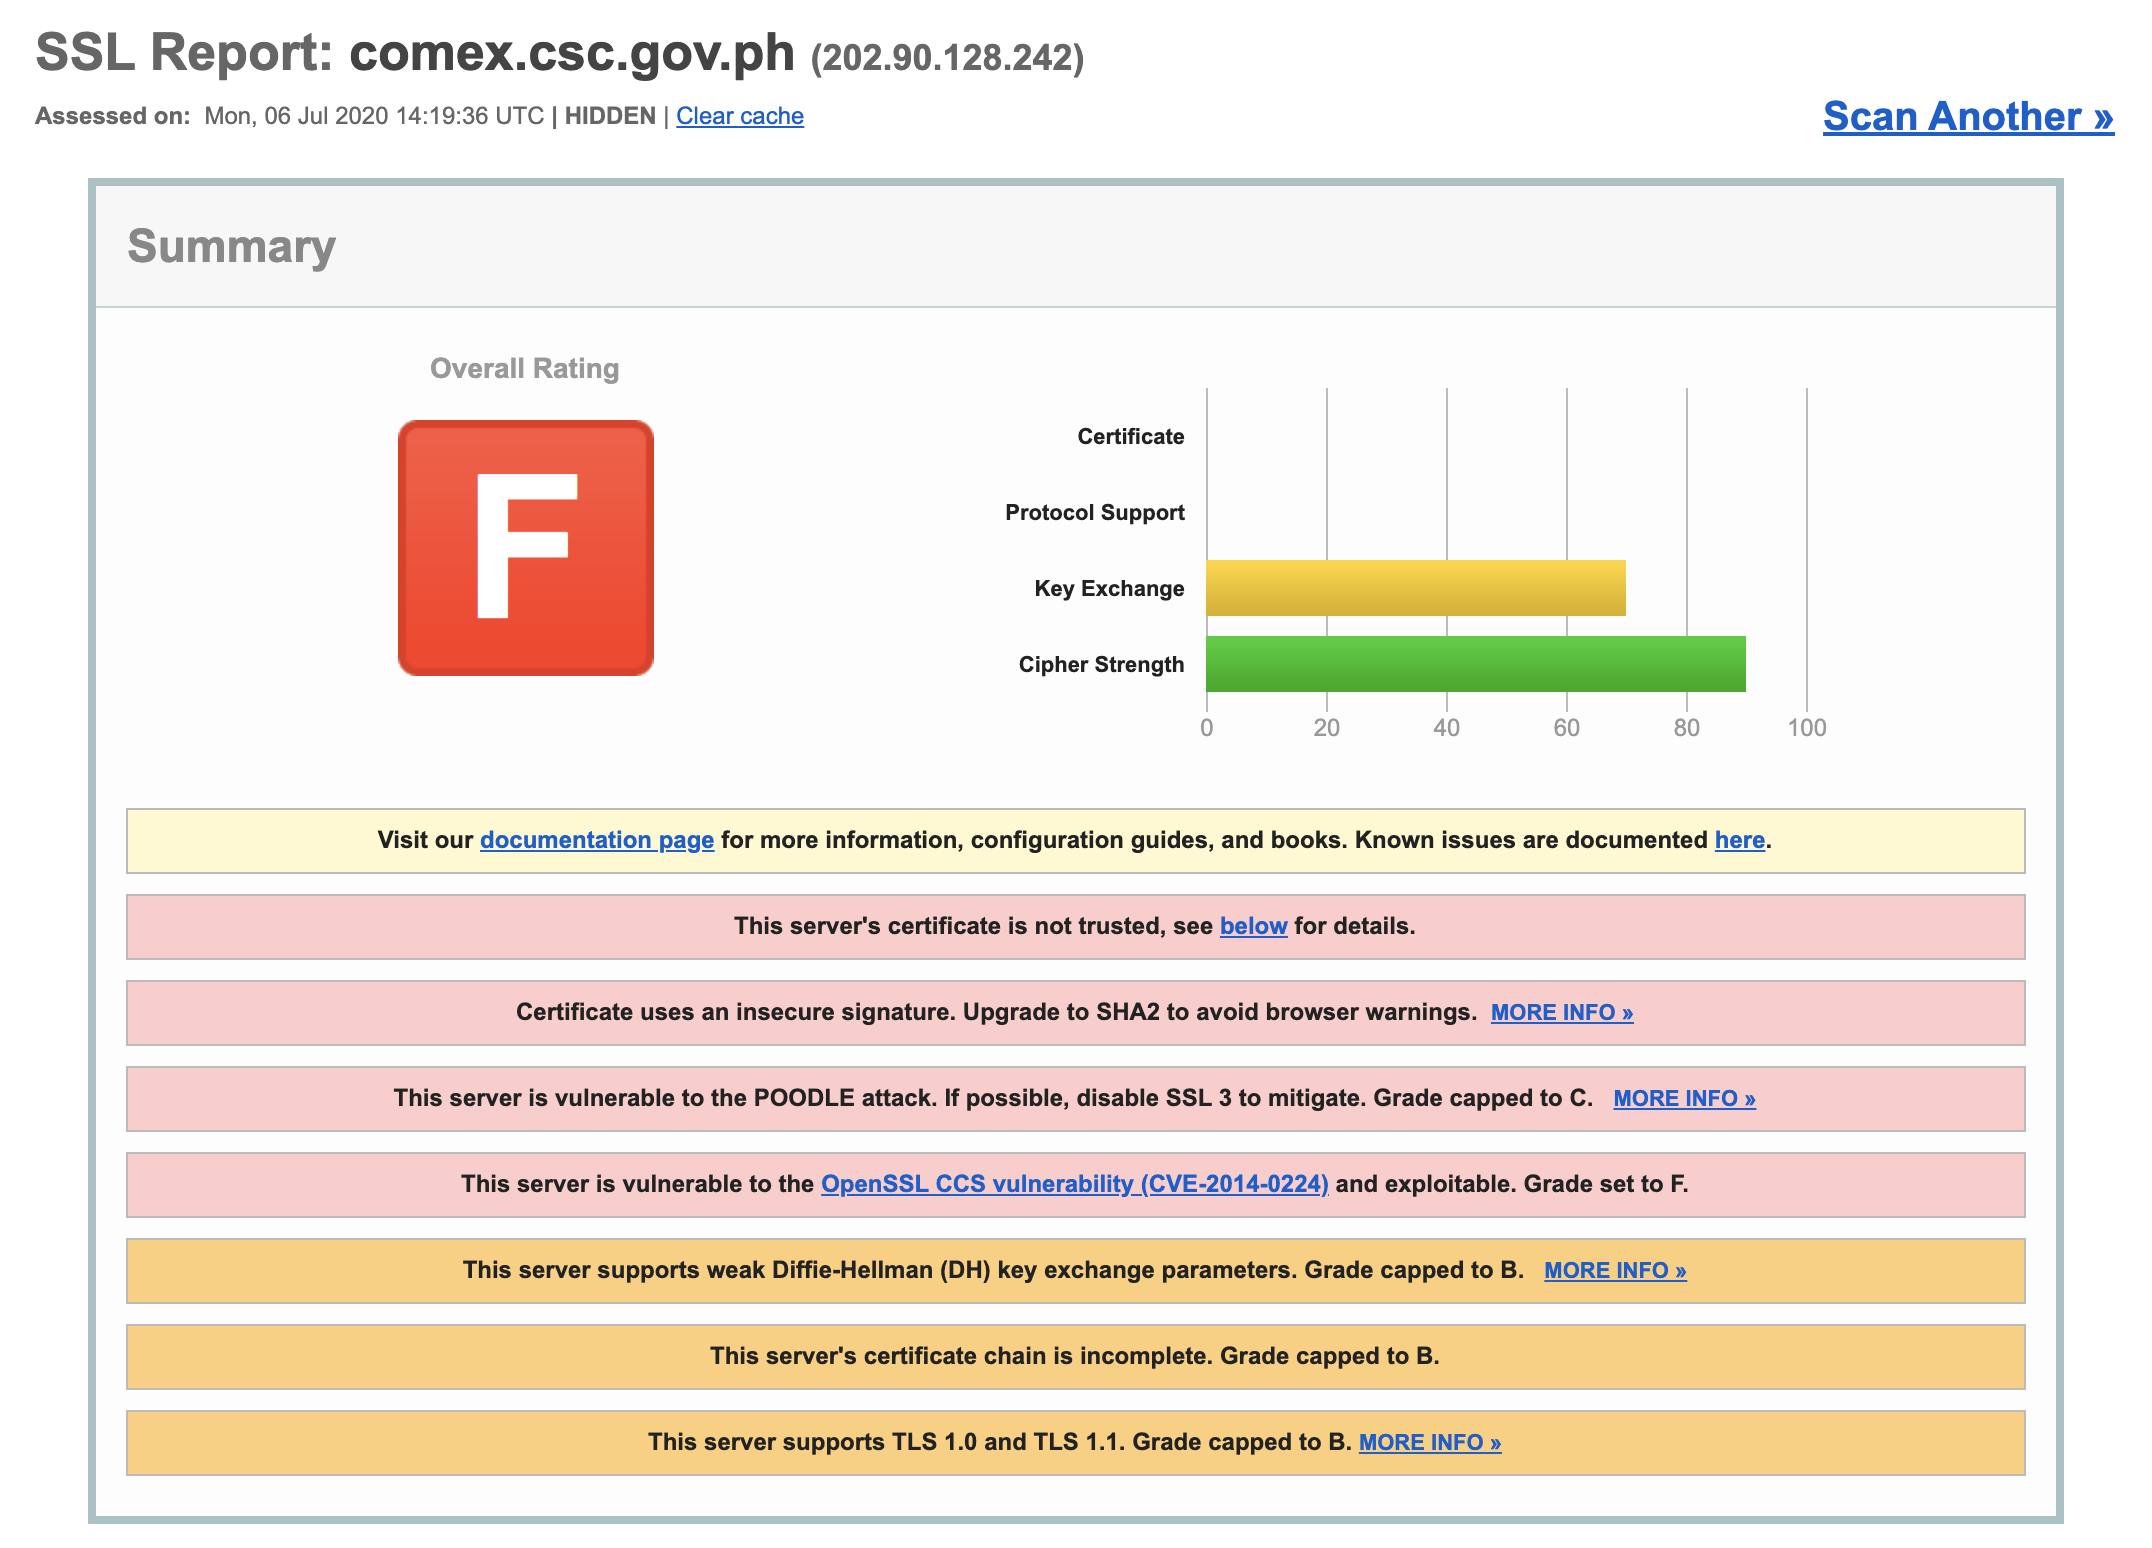 SSL Report: comex.csc.gov.ph (202.90.128.242)
Assessed on: Mon, 06 Jul 2020 14:19:36 UTC | HIDDEN | Clear cache
Scan Another »
Summary
Overall Rating
F
Certificate
Protocol Support
Key Exchange
Cipher Strength
0 20 40 60 80 100
Visit our documentation page for more information, configuration guides, and books. Known issues are documented here.
This server's certificate is not trusted, see below for details.
Certificate uses an insecure signature. Upgrade to SHA2 to avoid browser warnings. MORE INFO »
This server is vulnerable to the POODLE attack. If possible, disable SSL 3 to mitigate. Grade capped to C. MORE INFO »
This server is vulnerable to the OpenSSL CCS vulnerability (CVE-2014-0224) and exploitable. Grade set to F.
This server supports weak Diffie-Hellman (DH) key exchange parameters. Grade capped to B. MORE INFO »
This server's certificate chain is incomplete. Grade capped to B.
This server supports TLS 1.0 and TLS 1.1. Grade capped to B. MORE INFO »